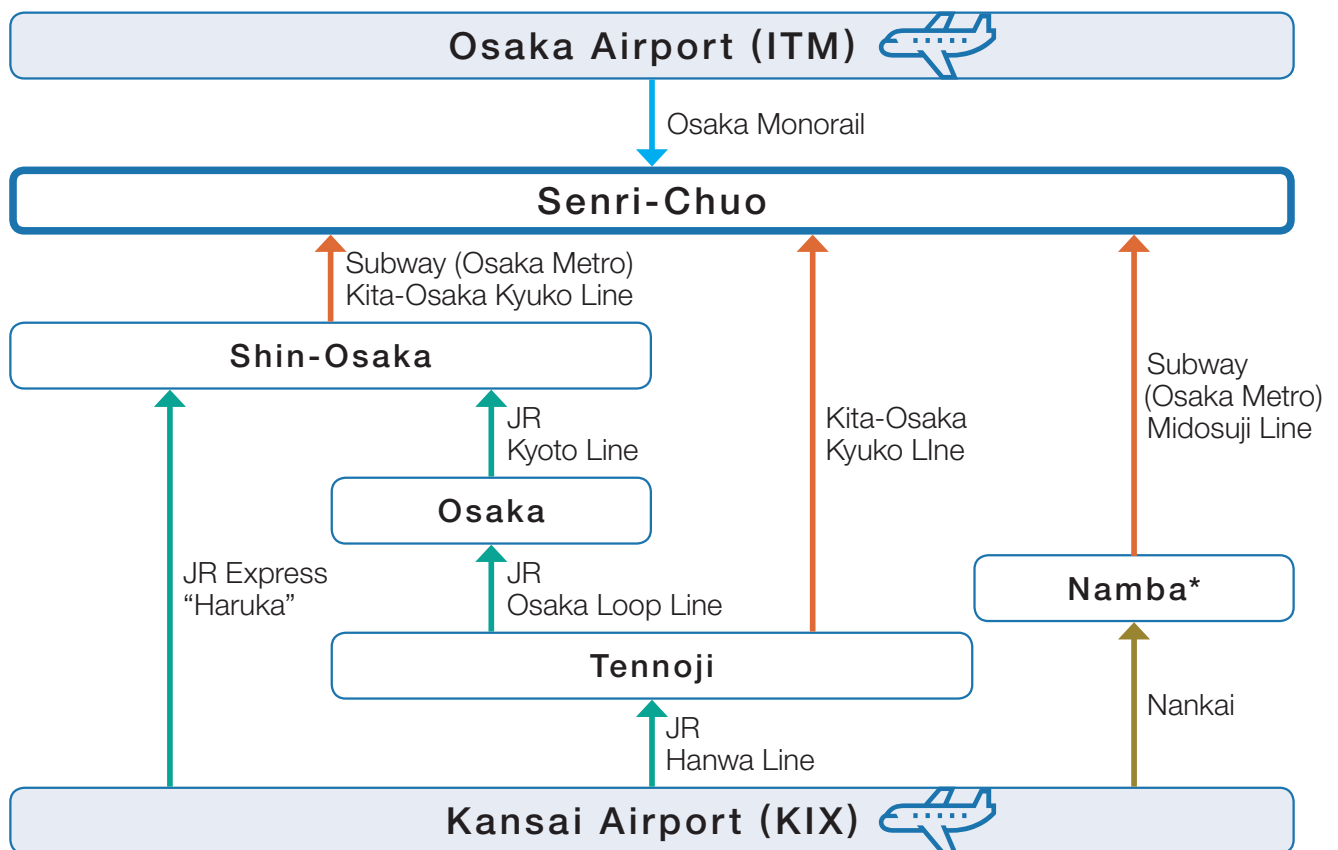 Osaka Airport (ITM)
Osaka Monorail
Senri-Chuo
Subway (Osaka Metro)
Kita-Osaka Kyuko Line
Shin-Osaka
JR
Kyoto Line
Kita-Osaka
Kyuko LIne
Subway
(Osaka Metro)
Midosuji Line
Osaka
JR Express
“Haruka”
JR
Osaka Loop Line
Namba*
Tennoji
JR
Hanwa Line
Nankai
Kansai Airport (KIX)